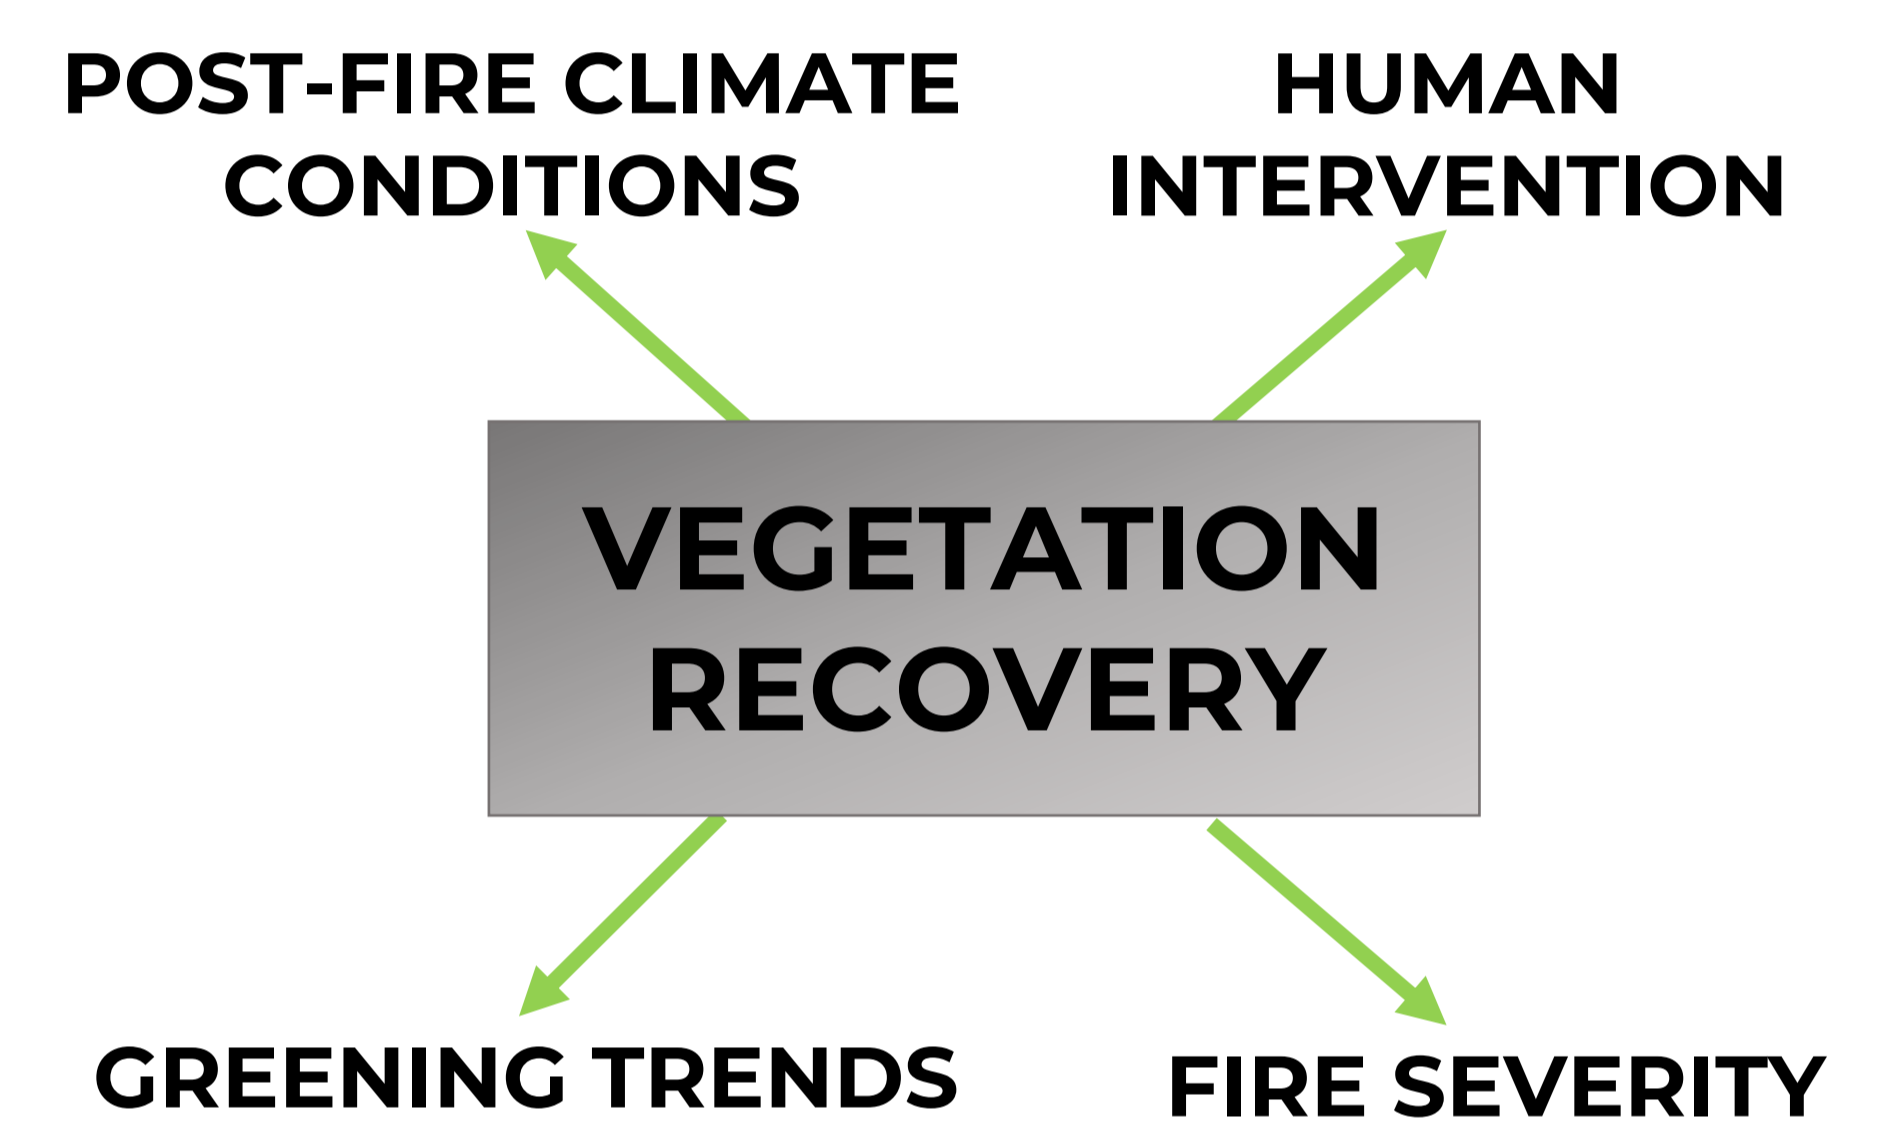 POST-FIRE CLIMATE
CONDITIONS
HUMAN
INTERVENTION
VEGETATION
RECOVERY
GREENING TRENDS
FIRE SEVERITY